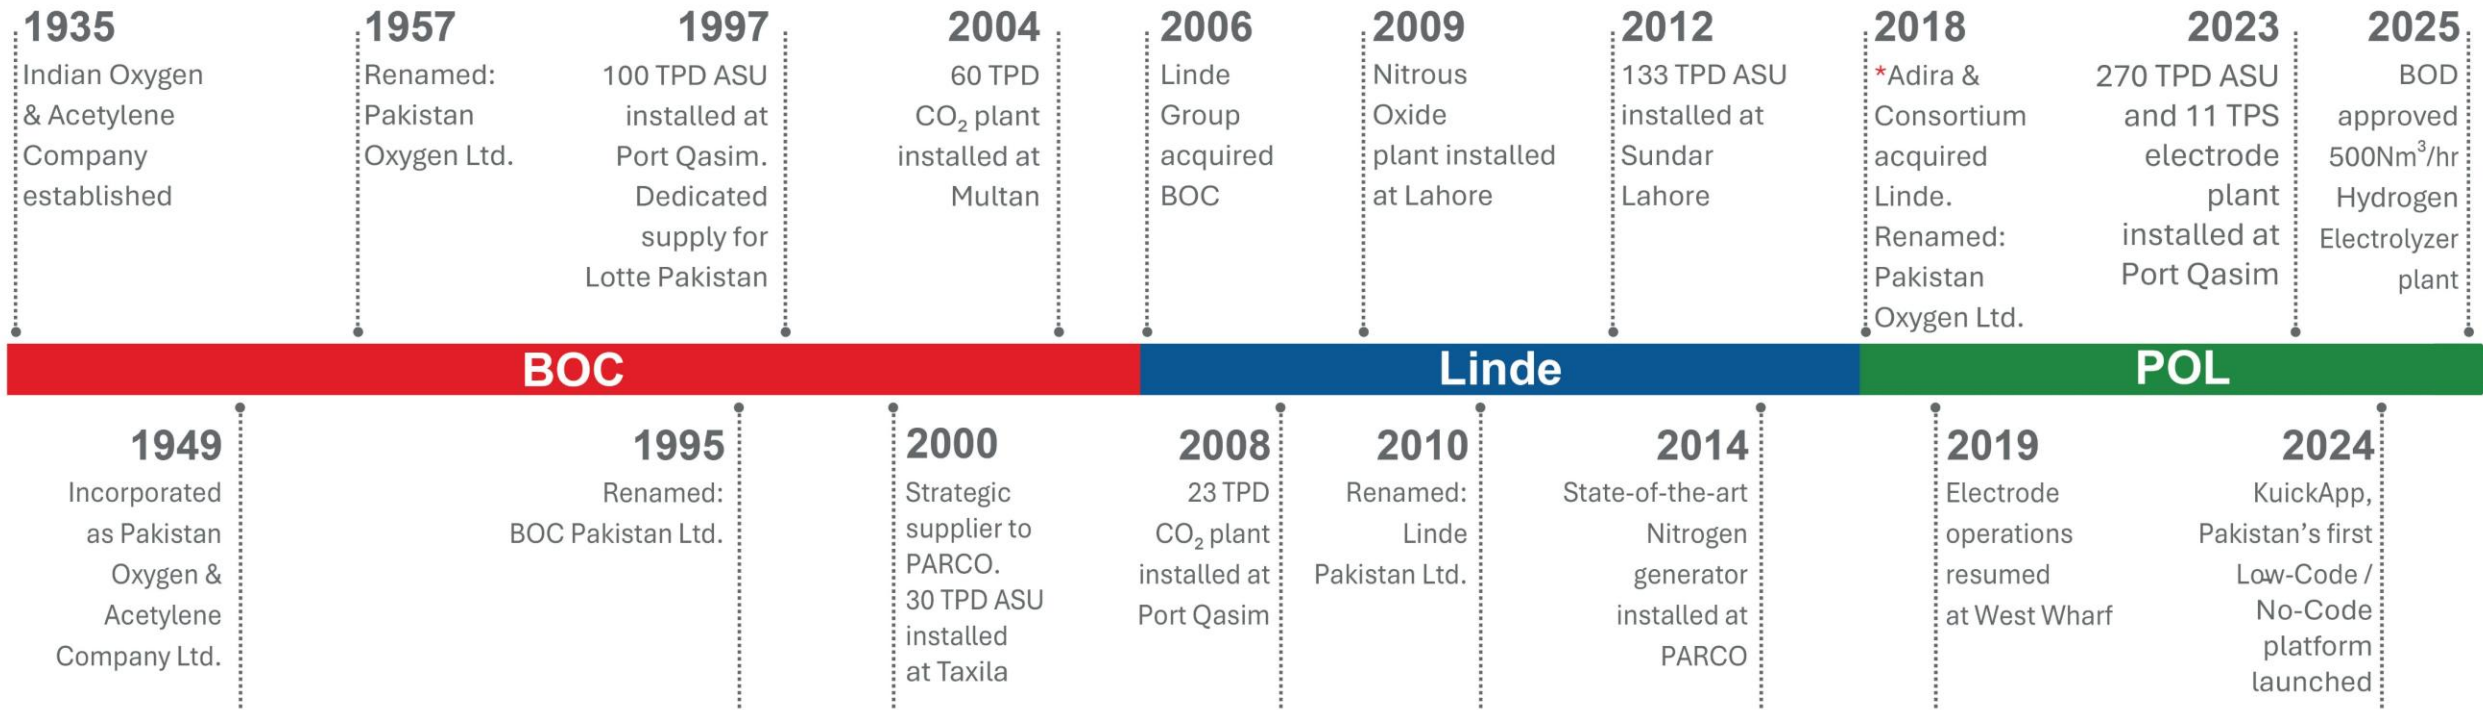 1935
Indian Oxygen
& Acetylene
Company
established
1957
Renamed:
Pakistan
Oxygen Ltd.
1997
100 TPD ASU
installed at
Port Qasim.
Dedicated
supply for
Lotte Pakistan
2004
60 TPD
CO₂ plant
installed at
Multan
2006
Linde
Group
acquired
BOC
2009
Nitrous
Oxide
plant installed
at Lahore
2012
133 TPD ASU
installed at
Sundar
Lahore
2018
*Adira &
Consortium
acquired
Linde.
Renamed:
Pakistan
Oxygen Ltd.
2023
270 TPD ASU
and 11 TPS
electrode
plant
installed at
Port Qasim
2025
BOD
approved
500Nm³/hr
Hydrogen
Electrolyzer
plant
BOC
Linde
POL
1949
Incorporated
as Pakistan
Oxygen &
Acetylene
Company Ltd.
1995
Renamed:
BOC Pakistan Ltd.
2000
Strategic
supplier to
PARCO.
30 TPD ASU
installed
at Taxila
2008
23 TPD
CO₂ plant
installed at
Port Qasim
2010
Renamed:
Linde
Pakistan Ltd.
2014
State-of-the-art
Nitrogen
generator
installed at
PARCO
2019
Electrode
operations
resumed
at West Wharf
2024
KuickApp,
Pakistan's first
Low-Code /
No-Code
platform
launched